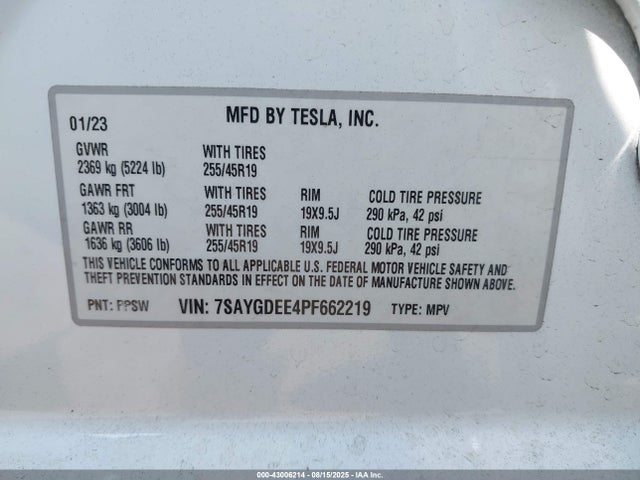 01/23 MFD BY TESLA, INC.
GVWR WITH TIRES
2369 kg (5224 lb) 255/45R19
GAWR FRT WITH TIRES RIM COLD TIRE PRESSURE
1363 kg (3004 lb) 255/45R19 19X9.5J 290 kPa, 42 psi
GAWR RR WITH TIRES RIM COLD TIRE PRESSURE
1636 kg (3606 lb) 255/45R19 19X9.5J 290 kPa, 42 psi
THIS VEHICLE CONFORMS TO ALL APPLICABLE U.S. FEDERAL MOTOR VEHICLE SAFETY AND
THEFT PREVENTION STANDARDS IN EFFECT ON THE DATE OF MANUFACTURE SHOWN ABOVE.
PNT: PPSW VIN: 7SAYGDEE4PF662219 TYPE: MPV
000-43006214 - 08/15/2025 - IAA Inc.